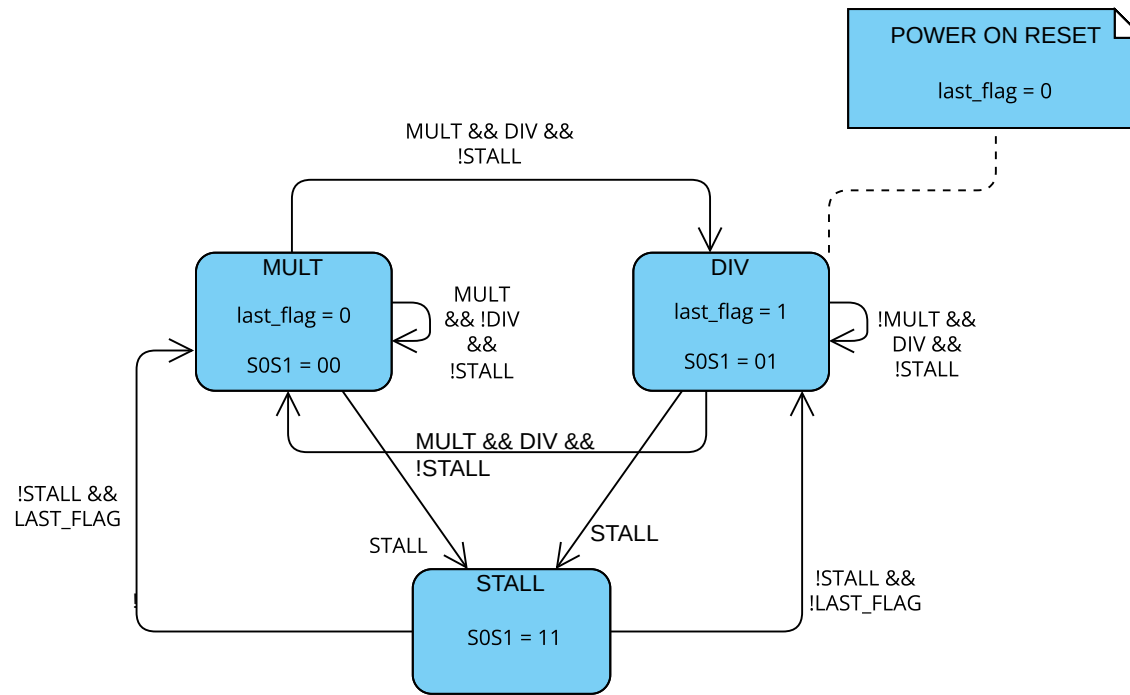 POWER ON RESET
last_flag = 0
MULT && DIV &&
!STALL
MULT
last_flag = 0
S0S1 = 00
MULT
&& !DIV
&&
!STALL
DIV
last_flag = 1
S0S1 = 01
!MULT &&
DIV &&
!STALL
MULT && DIV &&
!STALL
!STALL &&
LAST_FLAG
STALL
STALL
!STALL &&
!LAST_FLAG
!
STALL
S0S1 = 11